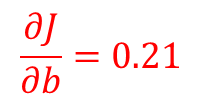 ∂J/∂b = 0.21